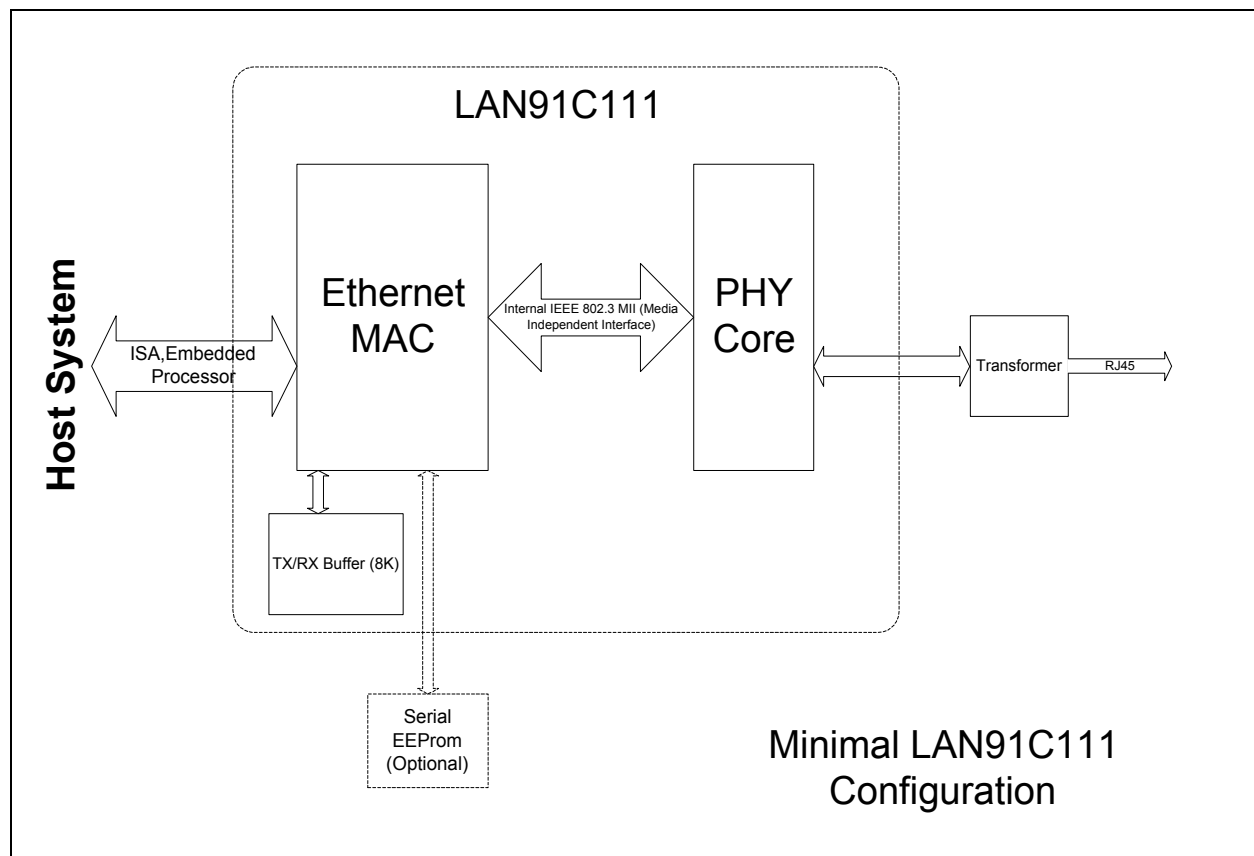 LAN91C111
Host System
ISA,Embedded
Processor
Ethernet
MAC
Internal IEEE 802.3 MII (Media
Independent Interface)
PHY
Core
Transformer
RJ45
TX/RX Buffer (8K)
Serial
EEProm
(Optional)
Minimal LAN91C111
Configuration